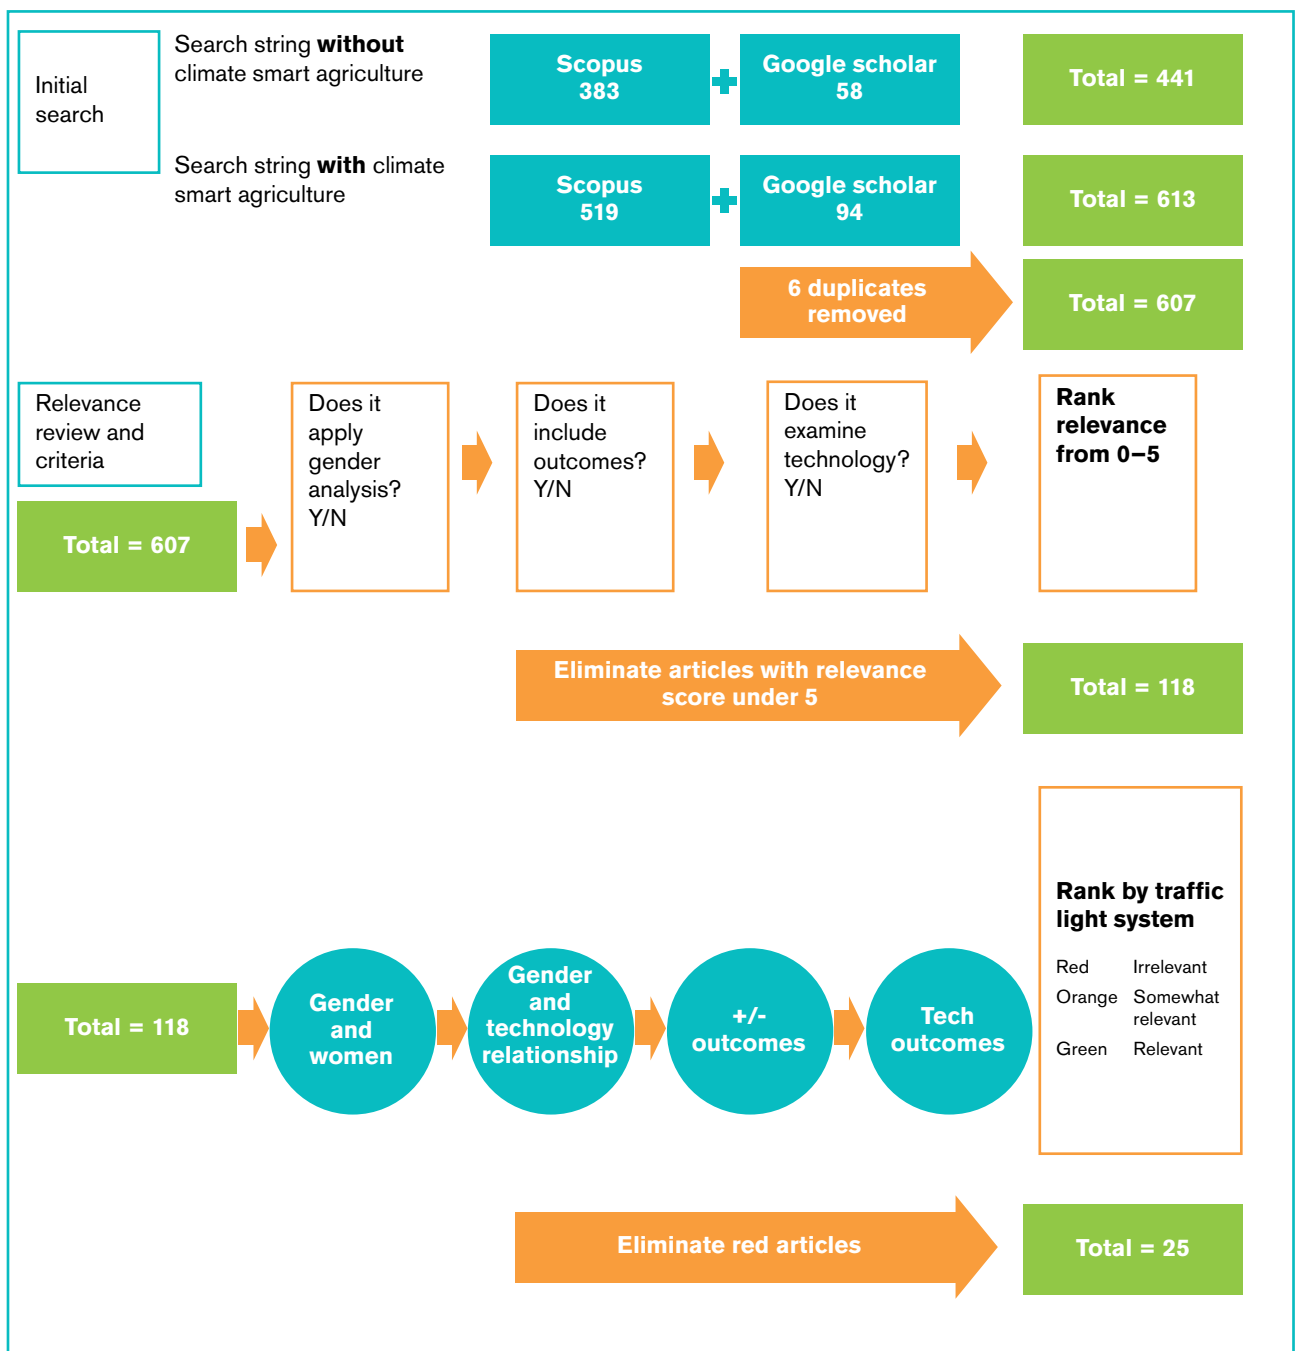 Initial
search
Search string without
climate smart agriculture
Scopus
383
Google scholar
58
Total = 441
Search string with climate
smart agriculture
Scopus
519
Google scholar
94
Total = 613
6 duplicates
removed
Total = 607
Relevance
review and
criteria
Total = 607
Does it
apply
gender
analysis?
Y/N
Does it
include
outcomes?
Y/N
Does it
examine
technology?
Y/N
Rank
relevance
from 0–5
Eliminate articles with relevance
score under 5
Total = 118
Total = 118
Gender
and
women
Gender
and
technology
relationship
+/-
outcomes
Tech
outcomes
Rank by traffic
light system
Red Irrelevant
Orange Somewhat
relevant
Green Relevant
Eliminate red articles
Total = 25